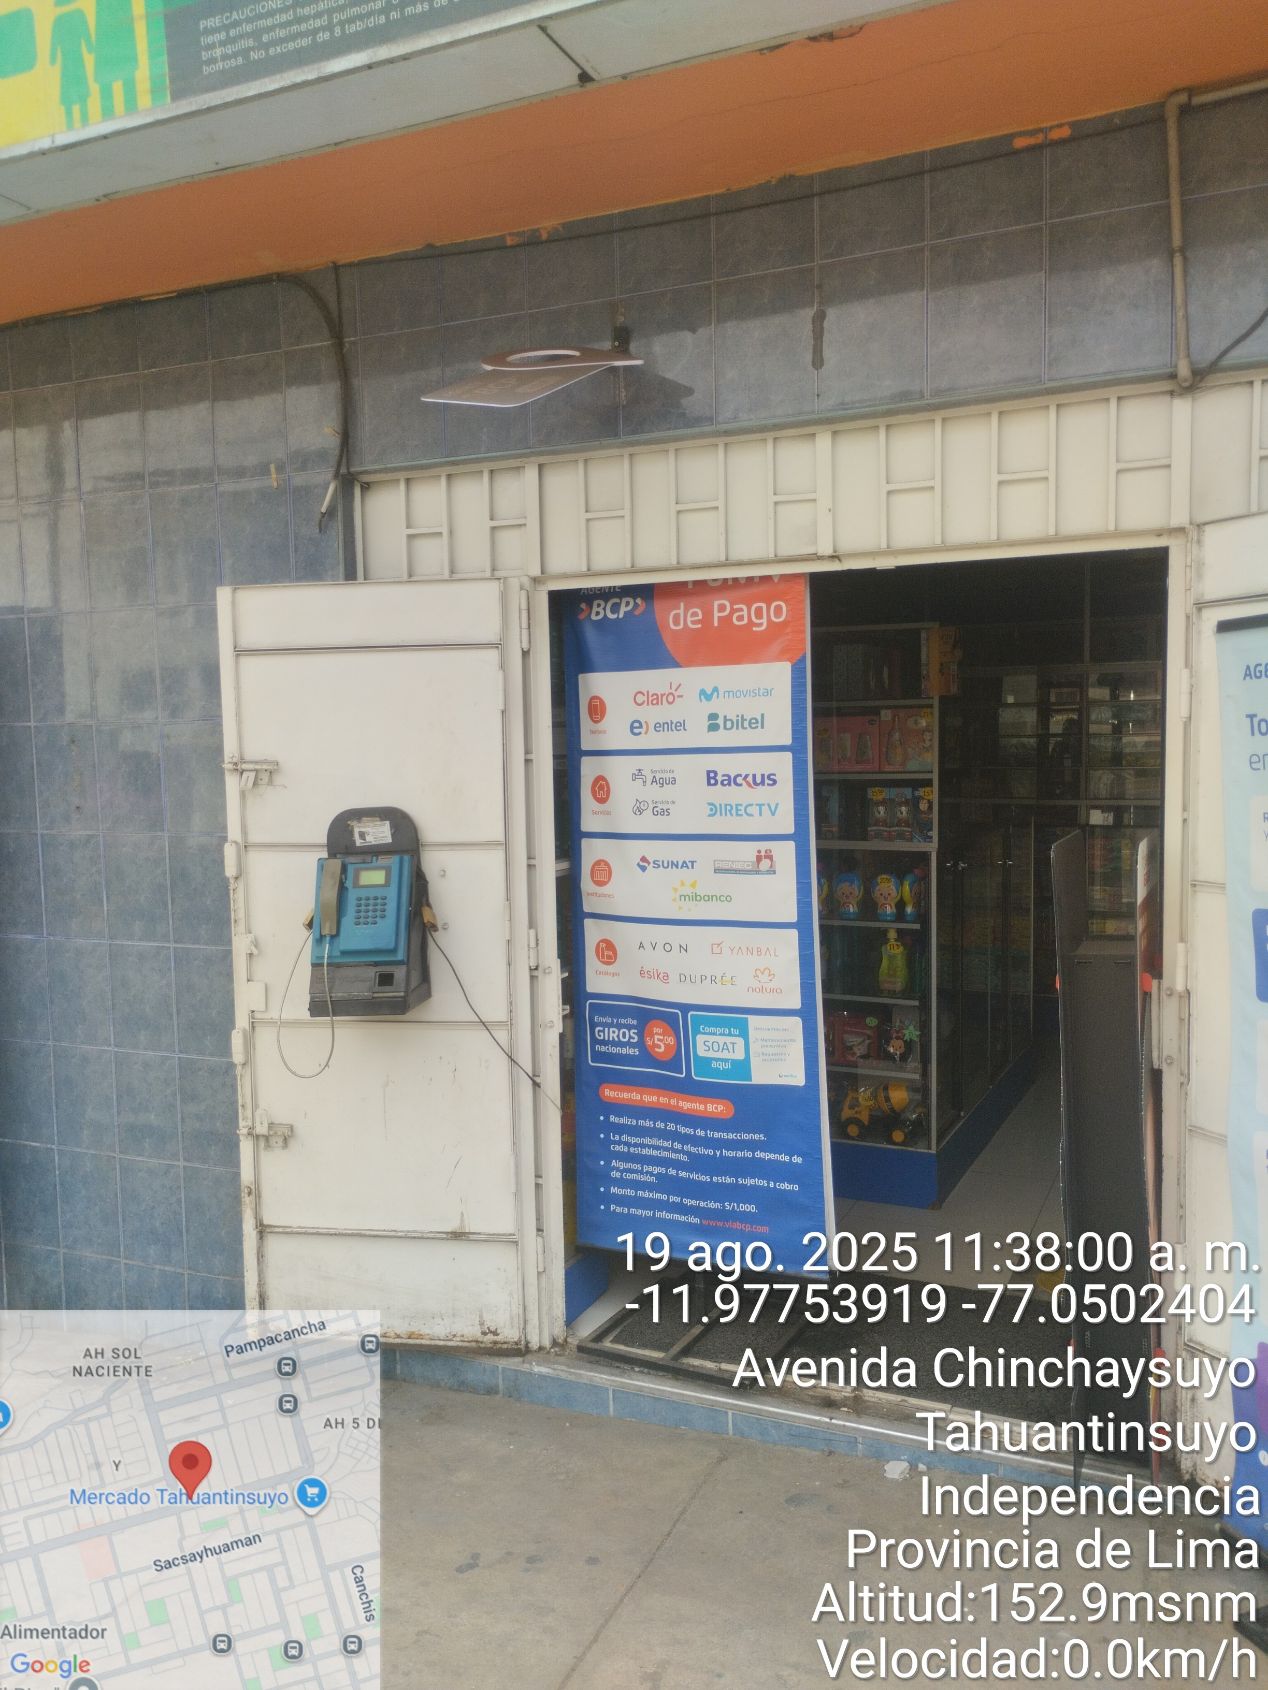 PRECAUCIONES
tiene enfermedad hepática,
bronquitis, enfermedad pulmonar
borrosa. No exceder de 8 tab/día ni más de
AGENTE
BCP
de Pago
Claro
movistar
entel
bitel
Servicio de
Agua
Backus
Servicios
Servicio de
Gas
DIRECTV
SUNAT
RENIEC
mibanco
Instituciones
AVON
YANBAL
Catálogos
ésika
DUPRÉE
natura
Envía y recibe
GIROS
nacionales
por
S/5.00
Compra tu
SOAT
aquí
Recuerda que en el agente BCP:
• Realiza más de 20 tipos de transacciones.
• La disponibilidad de efectivo y horario depende de
cada establecimiento.
• Algunos pagos de servicios están sujetos a cobro
de comisión.
• Monto máximo por operación: S/1,000.
• Para mayor información www.viabcp.com
19 ago. 2025 11:38:00 a. m.
-11.97753919 -77.0502404
Avenida Chinchaysuyo
Tahuantinsuyo
Independencia
Provincia de Lima
Altitud:152.9msnm
Velocidad:0.0km/h
AH SOL
NACIENTE
Pampacancha
AH 5 DE
Y
Mercado Tahuantinsuyo
Sacsayhuaman
Canchis
Alimentador
Google